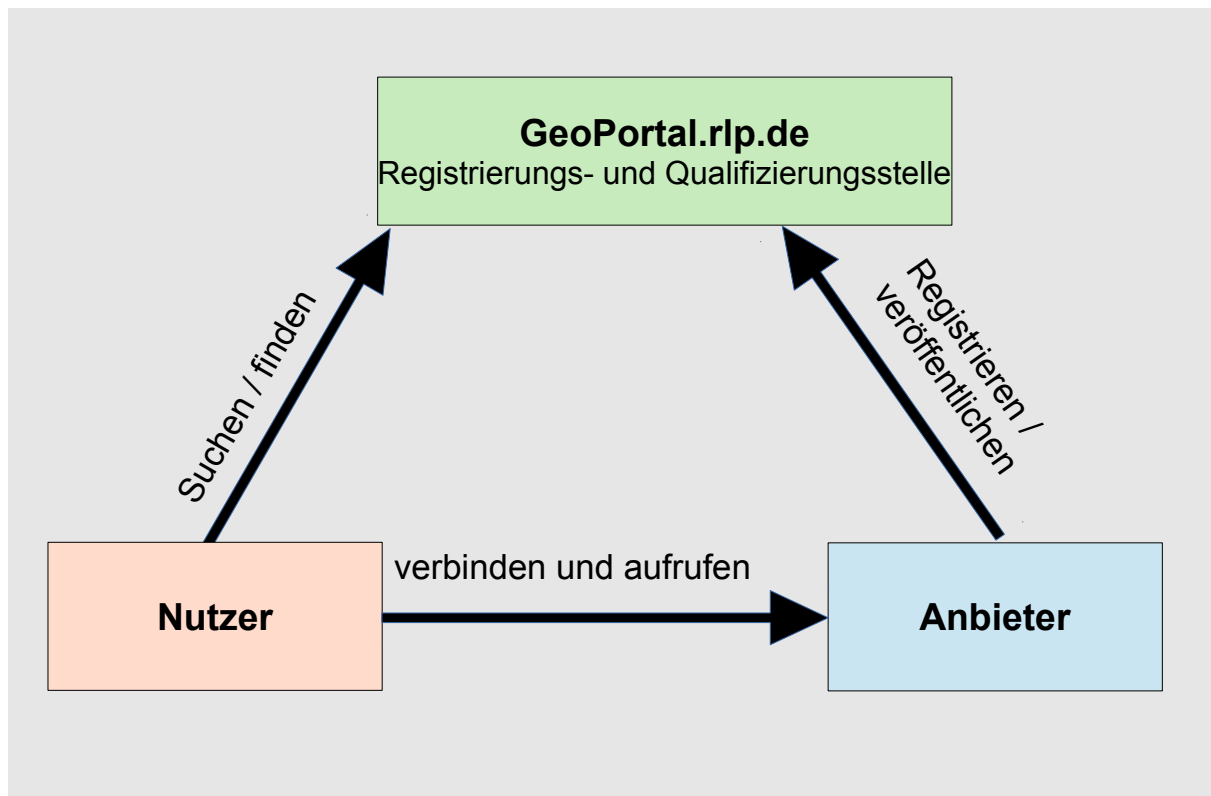 GeoPortal.rlp.de
Registrierungs- und Qualifizierungsstelle
Suchen / finden
Registrieren /
veröffentlichen
verbinden und aufrufen
Nutzer
Anbieter